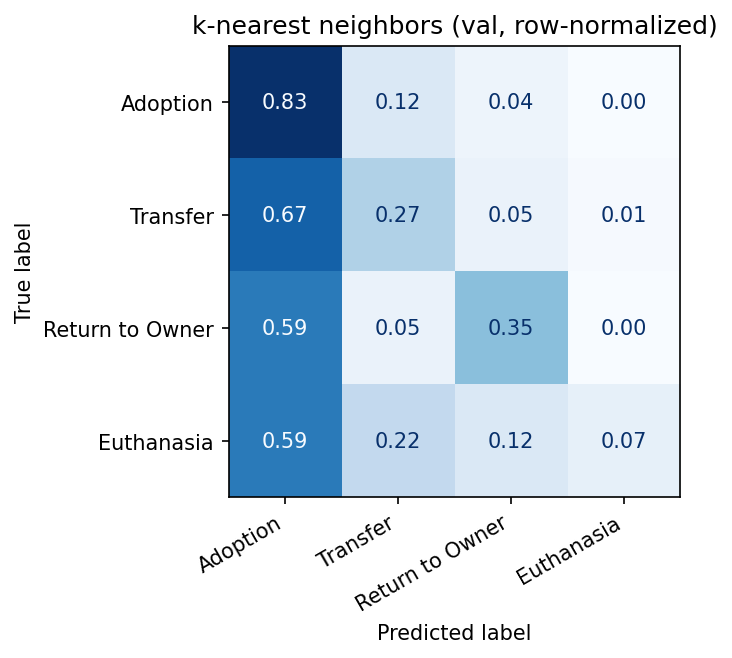 k-nearest neighbors (val, row-normalized)
True label
Adoption 0.83 0.12 0.04 0.00
Transfer 0.67 0.27 0.05 0.01
Return to Owner 0.59 0.05 0.35 0.00
Euthanasia 0.59 0.22 0.12 0.07
Adoption Transfer Return to Owner Euthanasia
Predicted label